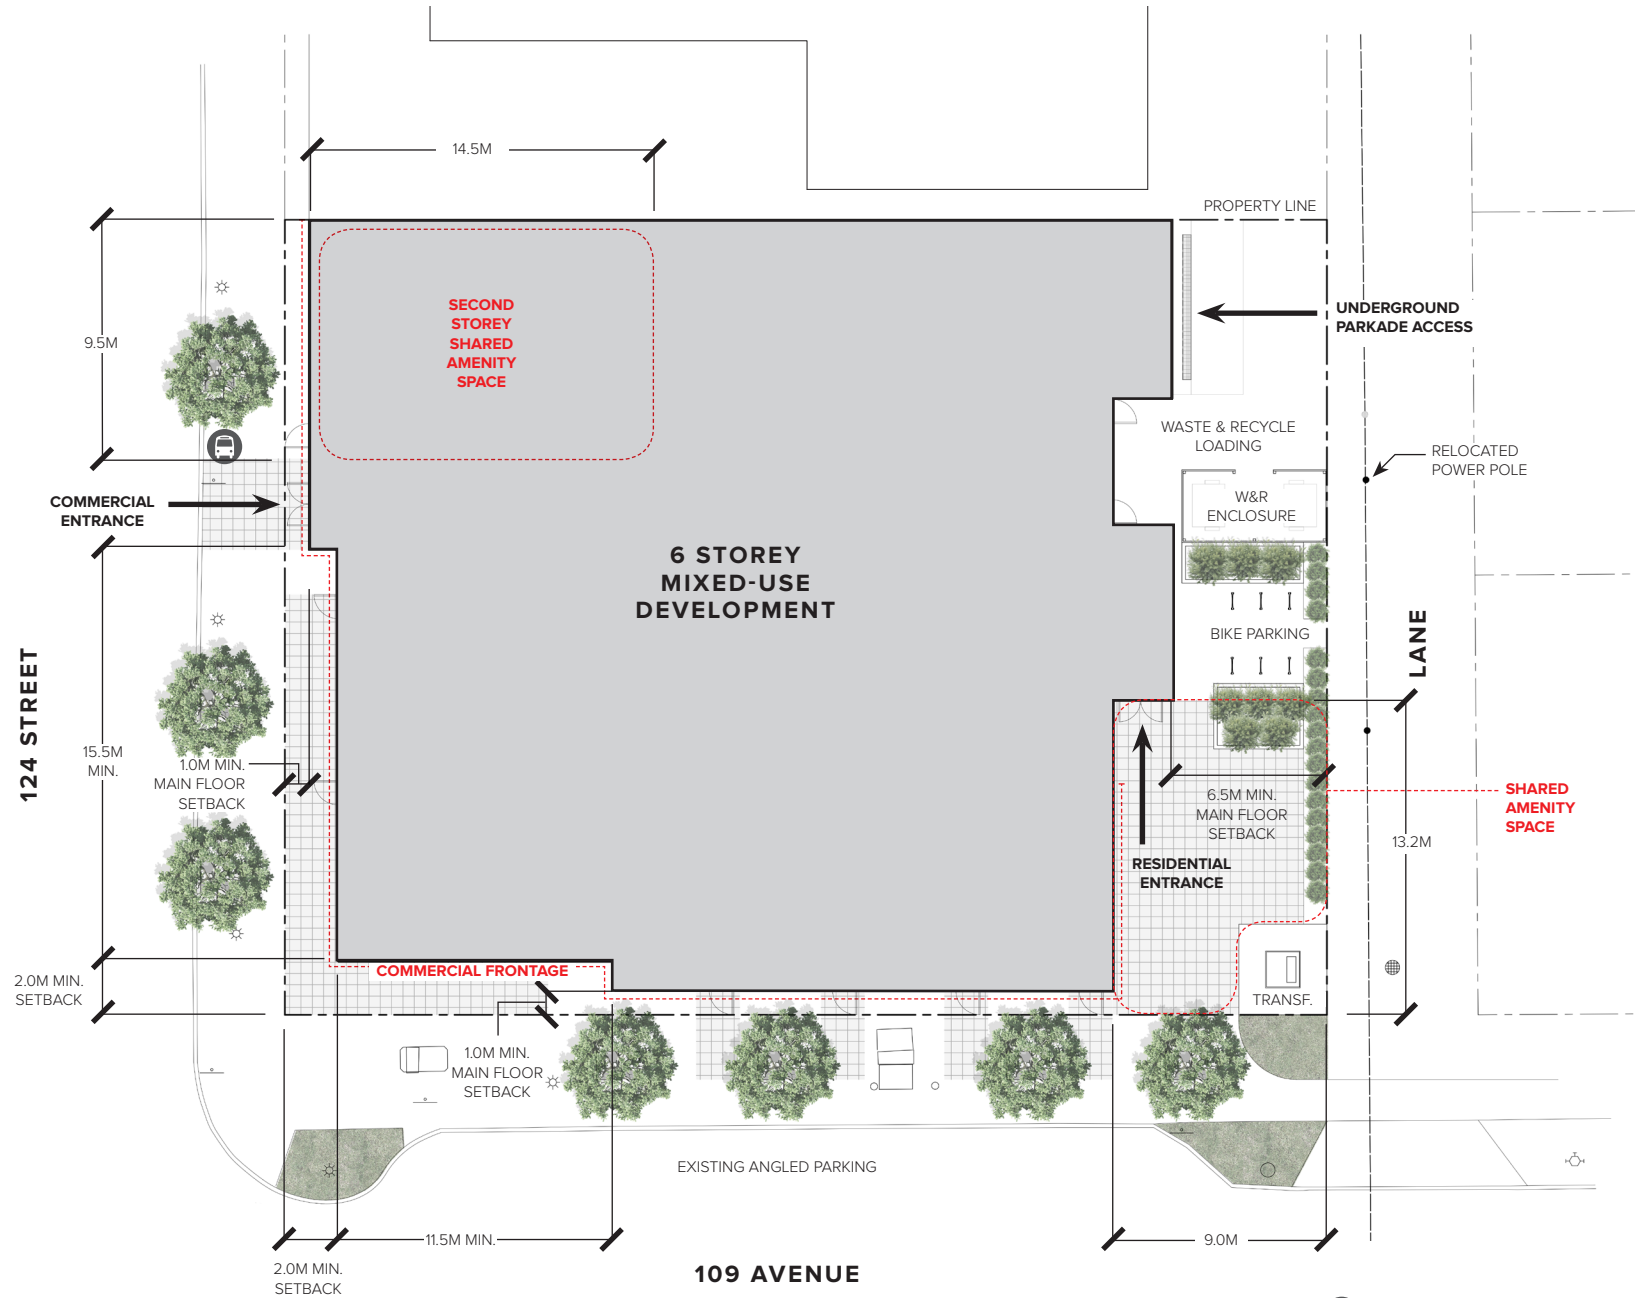 14.5M
PROPERTY LINE
9.5M
SECOND
STOREY
SHARED
AMENITY
SPACE
UNDERGROUND
PARKADE ACCESS
WASTE & RECYCLE
LOADING
RELOCATED
POWER POLE
COMMERCIAL
ENTRANCE
W&R
ENCLOSURE
6 STOREY
MIXED-USE
DEVELOPMENT
BIKE PARKING
LANE
124 STREET
15.5M
MIN.
1.0M MIN.
MAIN FLOOR
SETBACK
6.5M MIN.
MAIN FLOOR
SETBACK
SHARED
AMENITY
SPACE
13.2M
RESIDENTIAL
ENTRANCE
2.0M MIN.
SETBACK
COMMERCIAL FRONTAGE
TRANSF.
1.0M MIN.
MAIN FLOOR
SETBACK
EXISTING ANGLED PARKING
11.5M MIN.
9.0M
2.0M MIN.
SETBACK
109 AVENUE